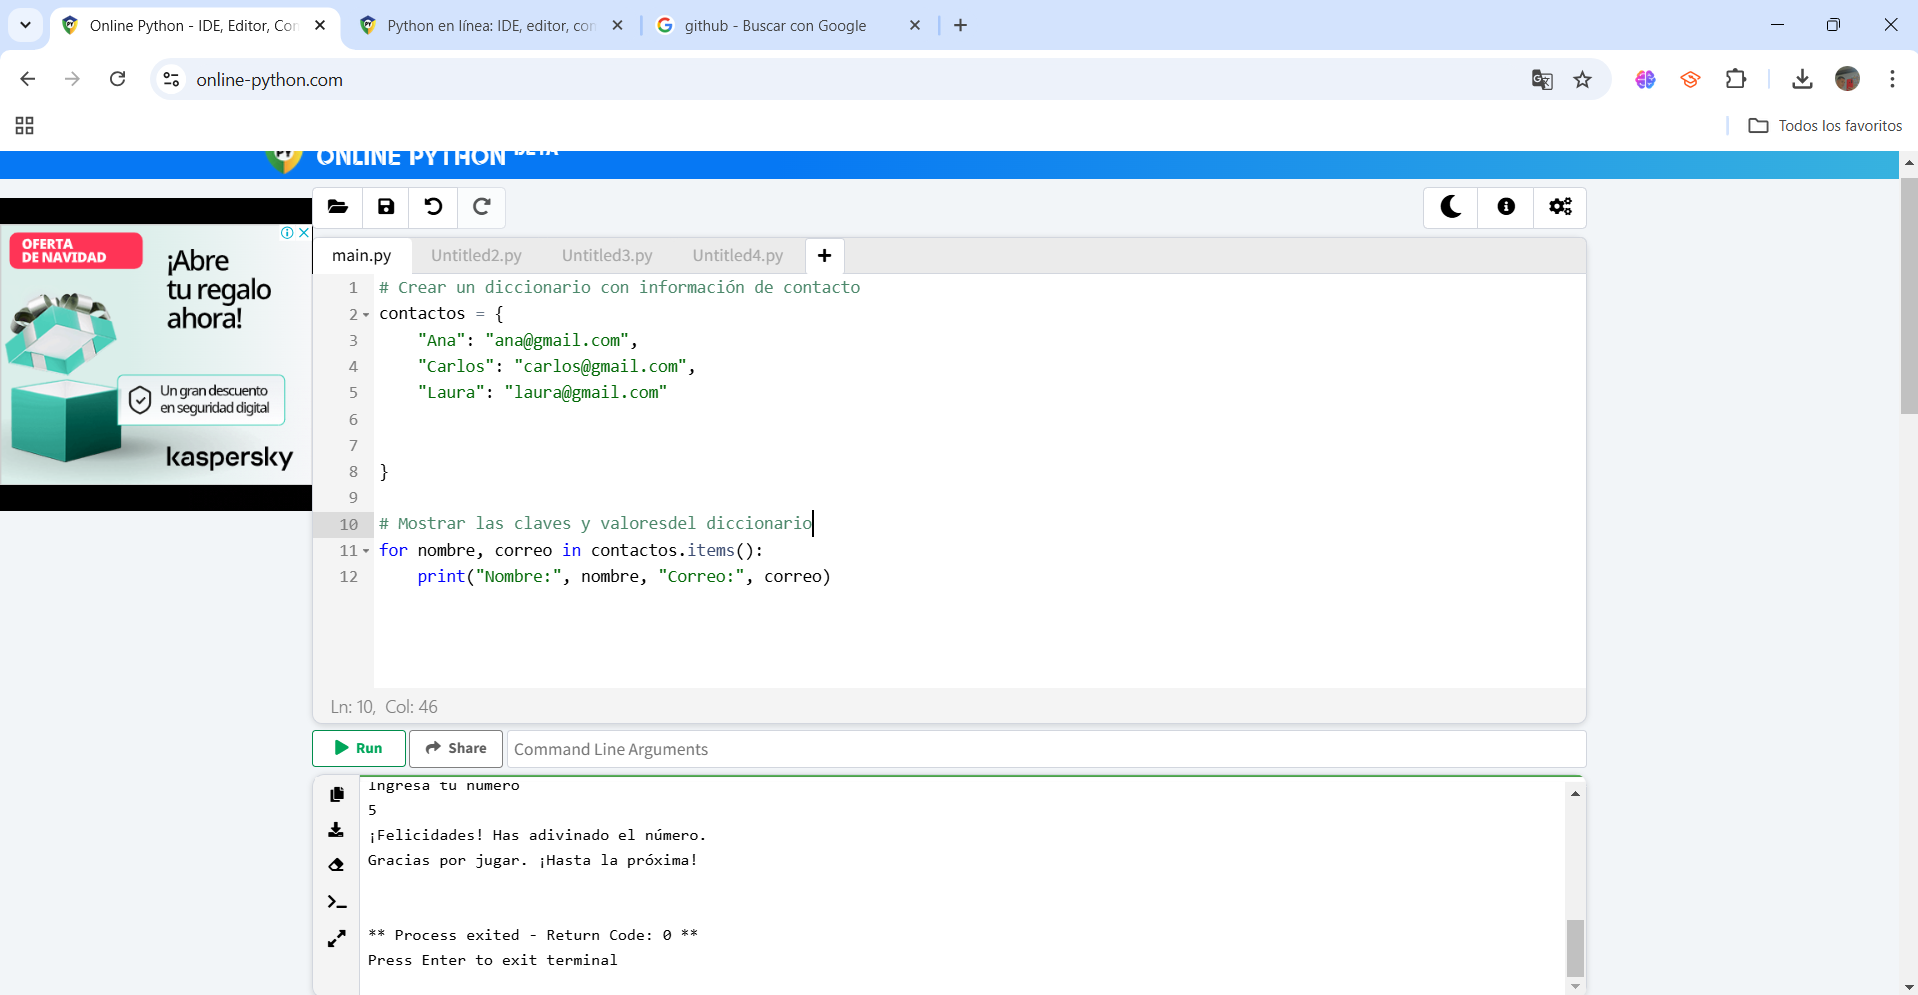 Online Python - IDE, Editor, Con
Python en línea: IDE, editor, con
github - Buscar con Google
online-python.com
Todos los favoritos
ONLINE PYTHON BETA
OFERTA
DE NAVIDAD
¡Abre
tu regalo
ahora!
Un gran descuento
en seguridad digital
kaspersky
main.py
Untitled2.py
Untitled3.py
Untitled4.py
1 # Crear un diccionario con información de contacto
2 contactos = {
3 "Ana": "ana@gmail.com",
4 "Carlos": "carlos@gmail.com",
5 "Laura": "laura@gmail.com"
6
7
8 }
9
10 # Mostrar las claves y valoresdel diccionario
11 for nombre, correo in contactos.items():
12 print("Nombre:", nombre, "Correo:", correo)
Ln: 10, Col: 46
Run
Share
Command Line Arguments
Ingresa tu numero
5
¡Felicidades! Has adivinado el número.
Gracias por jugar. ¡Hasta la próxima!
** Process exited - Return Code: 0 **
Press Enter to exit terminal